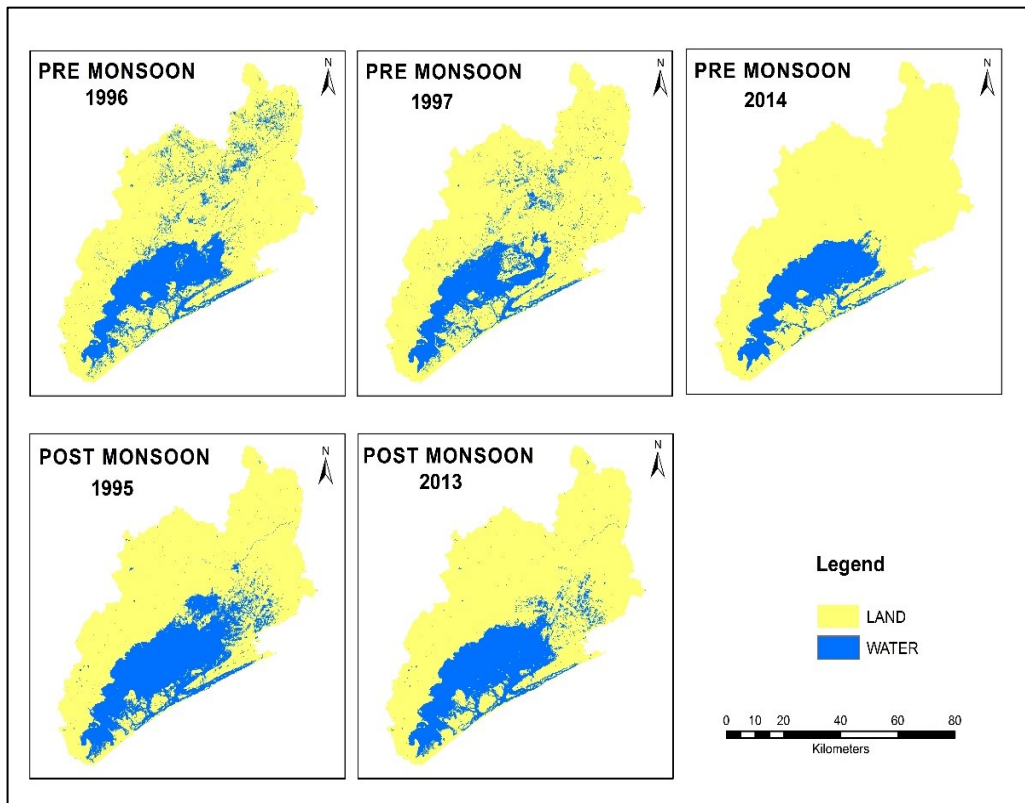 PRE MONSOON
1996
N
PRE MONSOON
1997
N
PRE MONSOON
2014
N
POST MONSOON
1995
N
POST MONSOON
2013
N
Legend
LAND
WATER
0 10 20 40 60 80
Kilometers